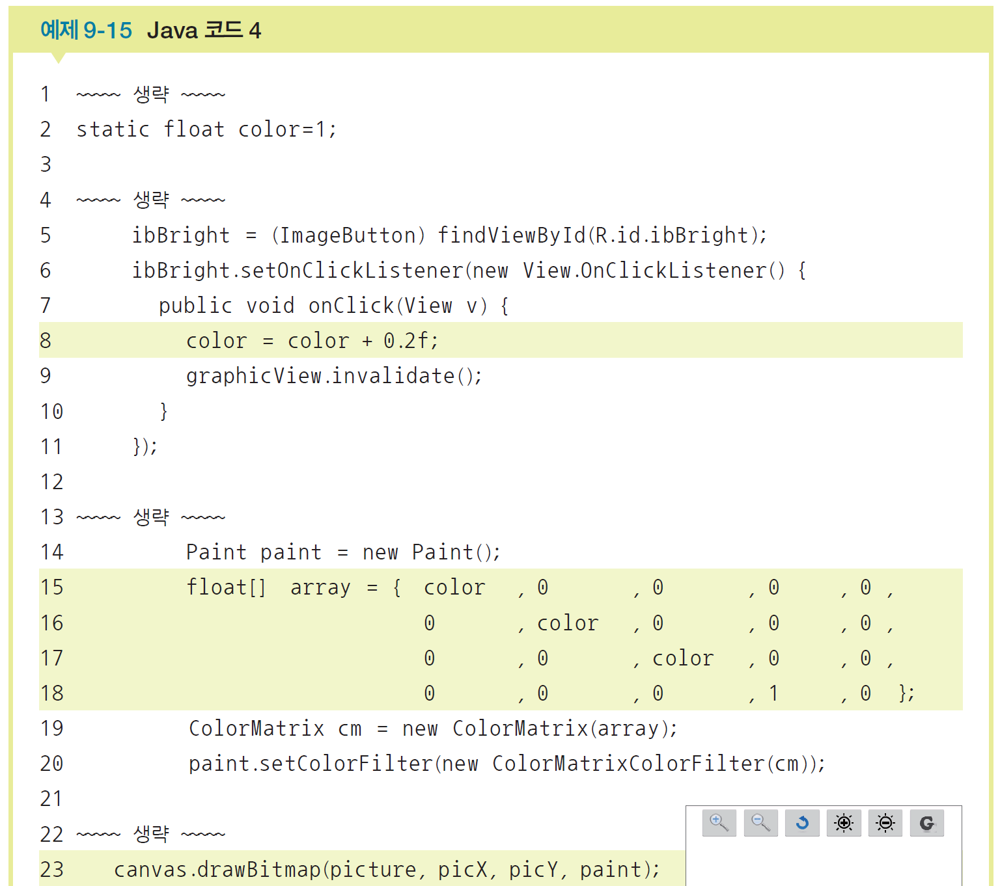 예제 9-15 Java 코드 4
1 ~~~~~ 생략 ~~~~~
2 static float color=1;
3
4 ~~~~~ 생략 ~~~~~
5 ibBright = (ImageButton) findViewById(R.id.ibBright);
6 ibBright.setOnClickListener(new View.OnClickListener() {
7 public void onClick(View v) {
8 color = color + 0.2f;
9 graphicView.invalidate();
10 }
11 });
12
13 ~~~~~ 생략 ~~~~~
14 Paint paint = new Paint();
15 float[] array = { color , 0 , 0 , 0 , 0 ,
16 0 , color , 0 , 0 , 0 ,
17 0 , 0 , color , 0 , 0 ,
18 0 , 0 , 0 , 1 , 0 };
19 ColorMatrix cm = new ColorMatrix(array);
20 paint.setColorFilter(new ColorMatrixColorFilter(cm));
21
22 ~~~~~ 생략 ~~~~~
G
23 canvas.drawBitmap(picture, picX, picY, paint);